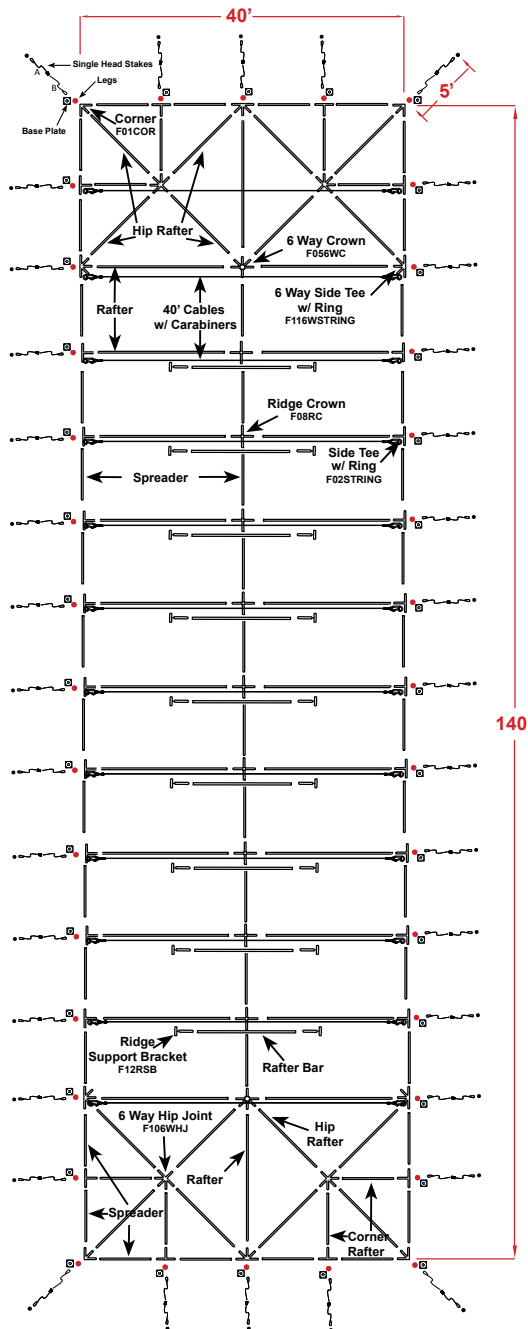 40’
Single Head Stakes
A
B
Legs
Base Plate
5’
Corner
F01COR
Hip Rafter
6 Way Crown
F056WC
6 Way Side Tee
w/ Ring
F116WSTRING
Rafter
40’ Cables
w/ Carabiners
Ridge Crown
F08RC
Side Tee
w/ Ring
F02STRING
Spreader
140
Ridge
Support Bracket
F12RSB
Rafter Bar
6 Way Hip Joint
F106WHJ
Hip
Rafter
Rafter
Spreader
Corner
Rafter